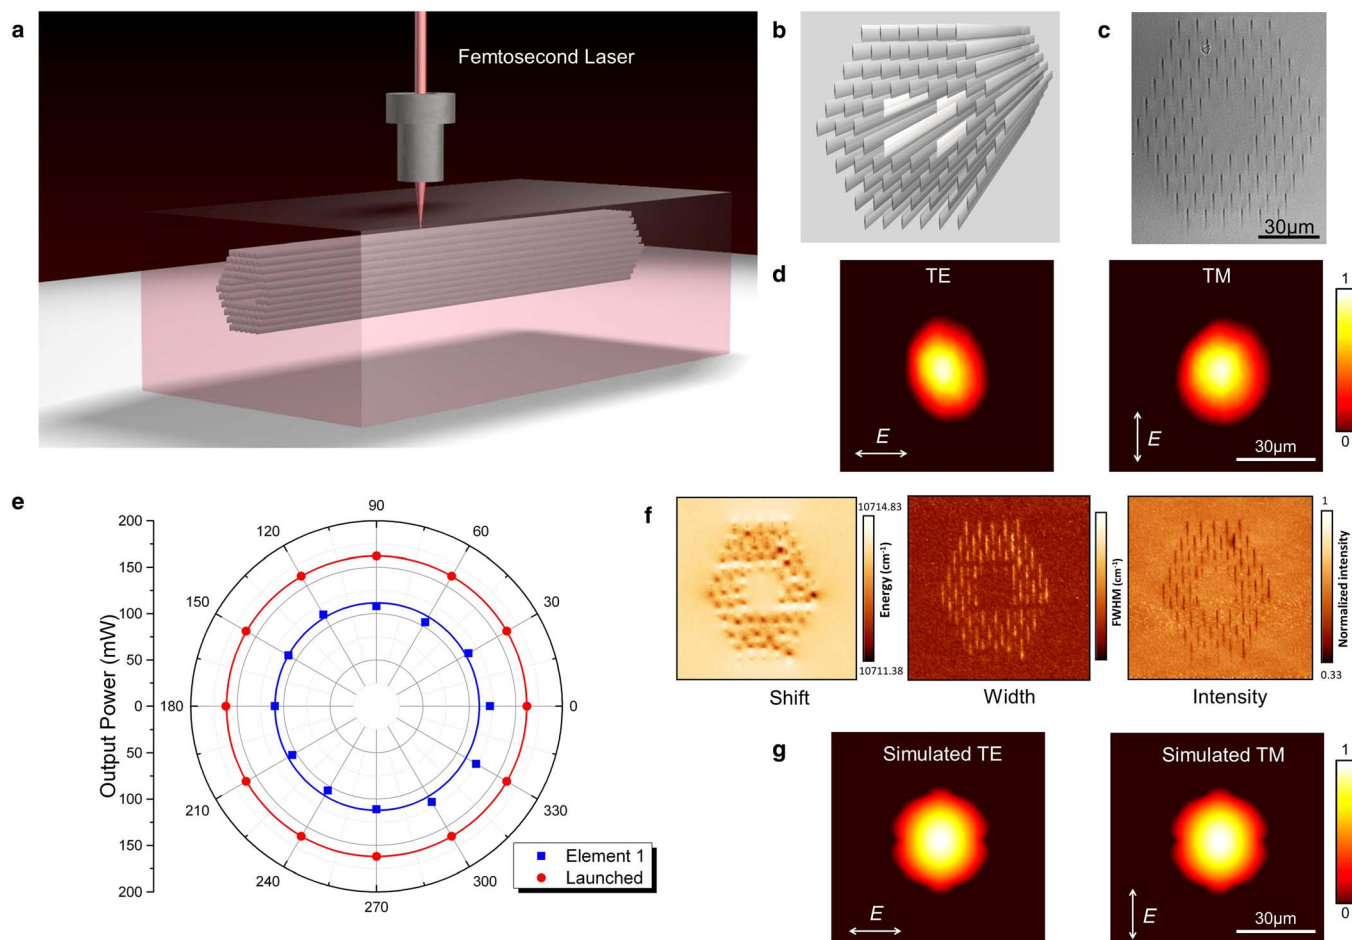 a
Femtosecond Laser
b
c
30μm
d
TE
E
TM
E
30μm
1
0
e
Output Power (mW)
200
150
100
50
0
50
100
150
200
0
30
60
90
120
150
180
210
240
270
300
330
Element 1
Launched
f
10714.83
Energy (cm⁻¹)
10711.38
Shift
FWHM (cm⁻¹)
Width
1
Normalized intensity
0.33
Intensity
g
Simulated TE
E
Simulated TM
E
30μm
1
0